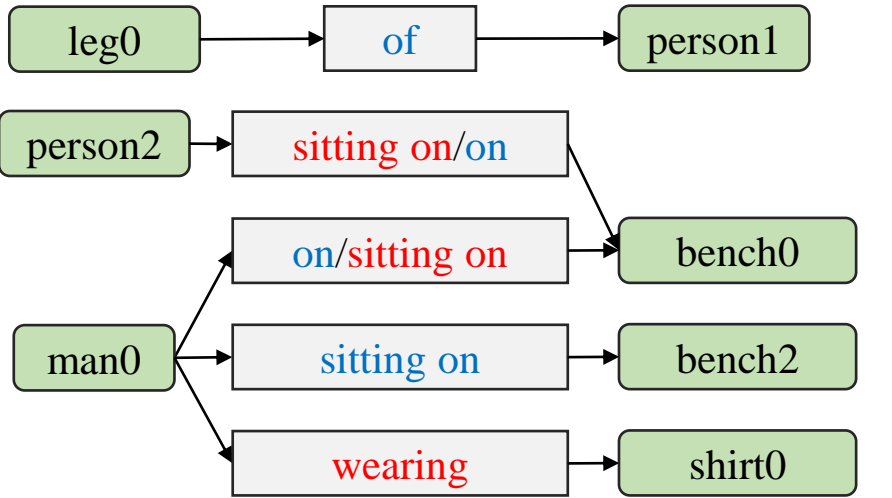 leg0 of person1
person2 sitting on/on
on/sitting on bench0
man0 sitting on bench2
wearing shirt0